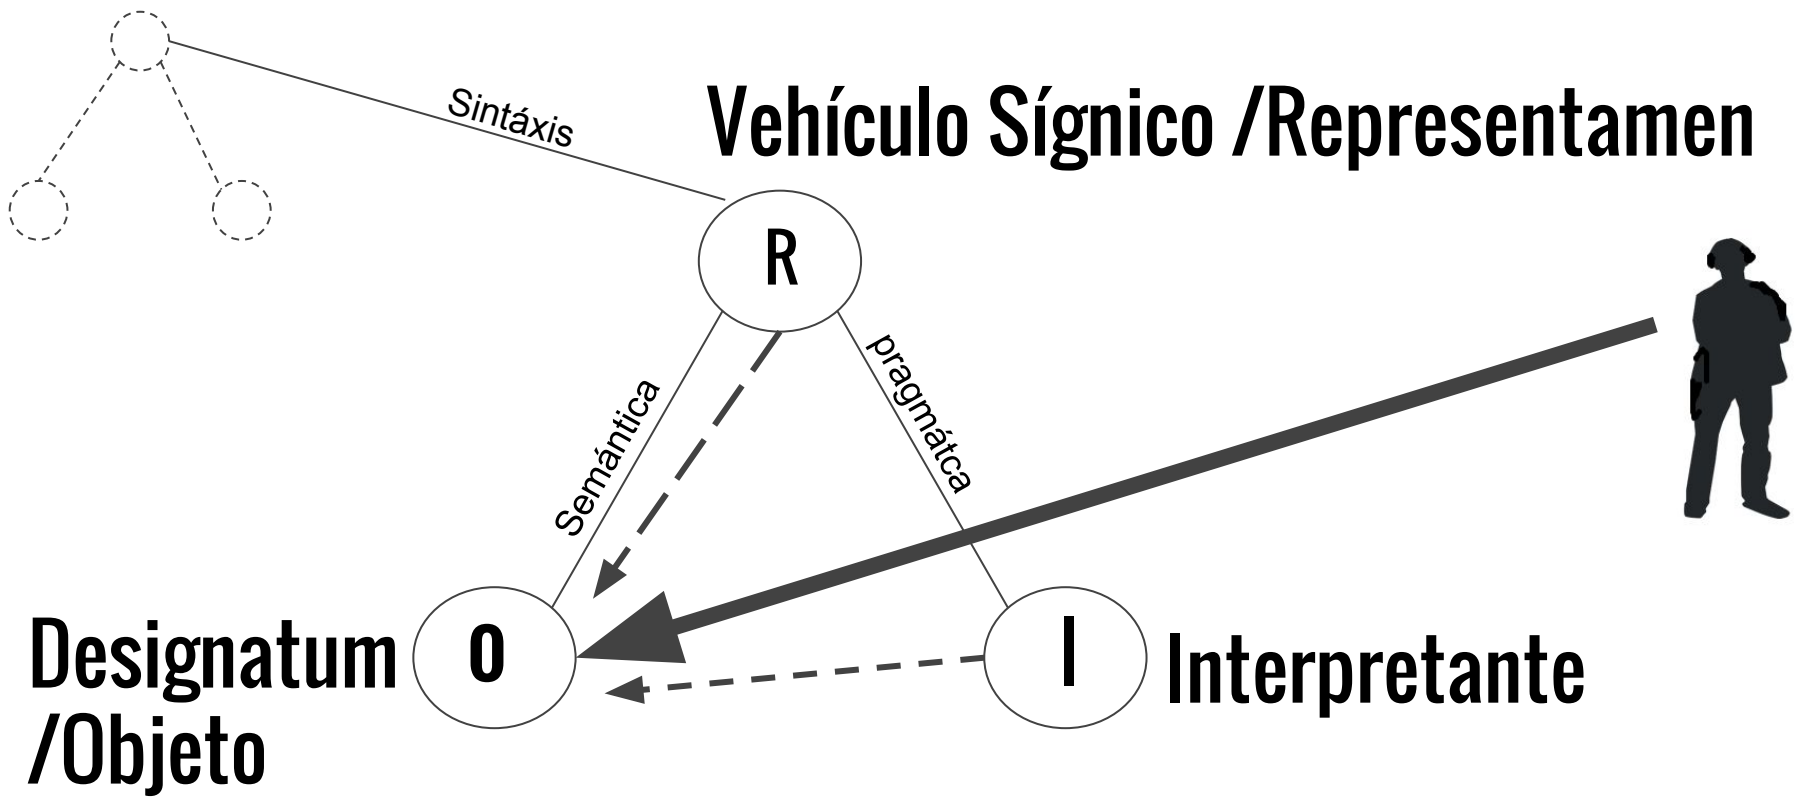 Sintáxis
Vehículo Sígnico /Representamen
R
pragmátca
Semántica
Designatum
/Objeto
O
I
Interpretante